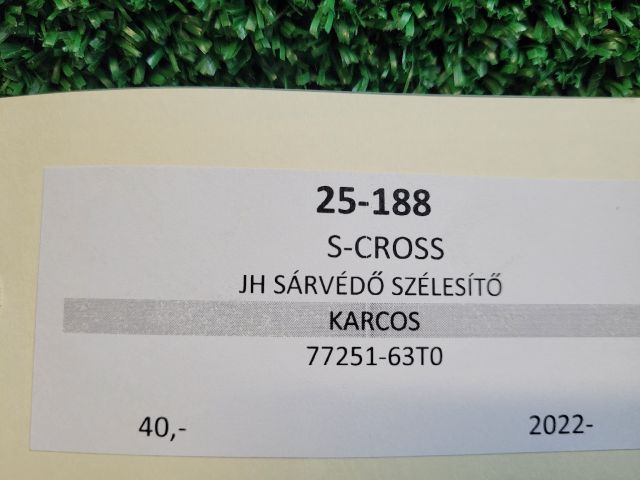 25-188
S-CROSS
JH SÁRVÉDŐ SZÉLESÍTŐ
KARCOS
77251-63T0
40,- 2022-